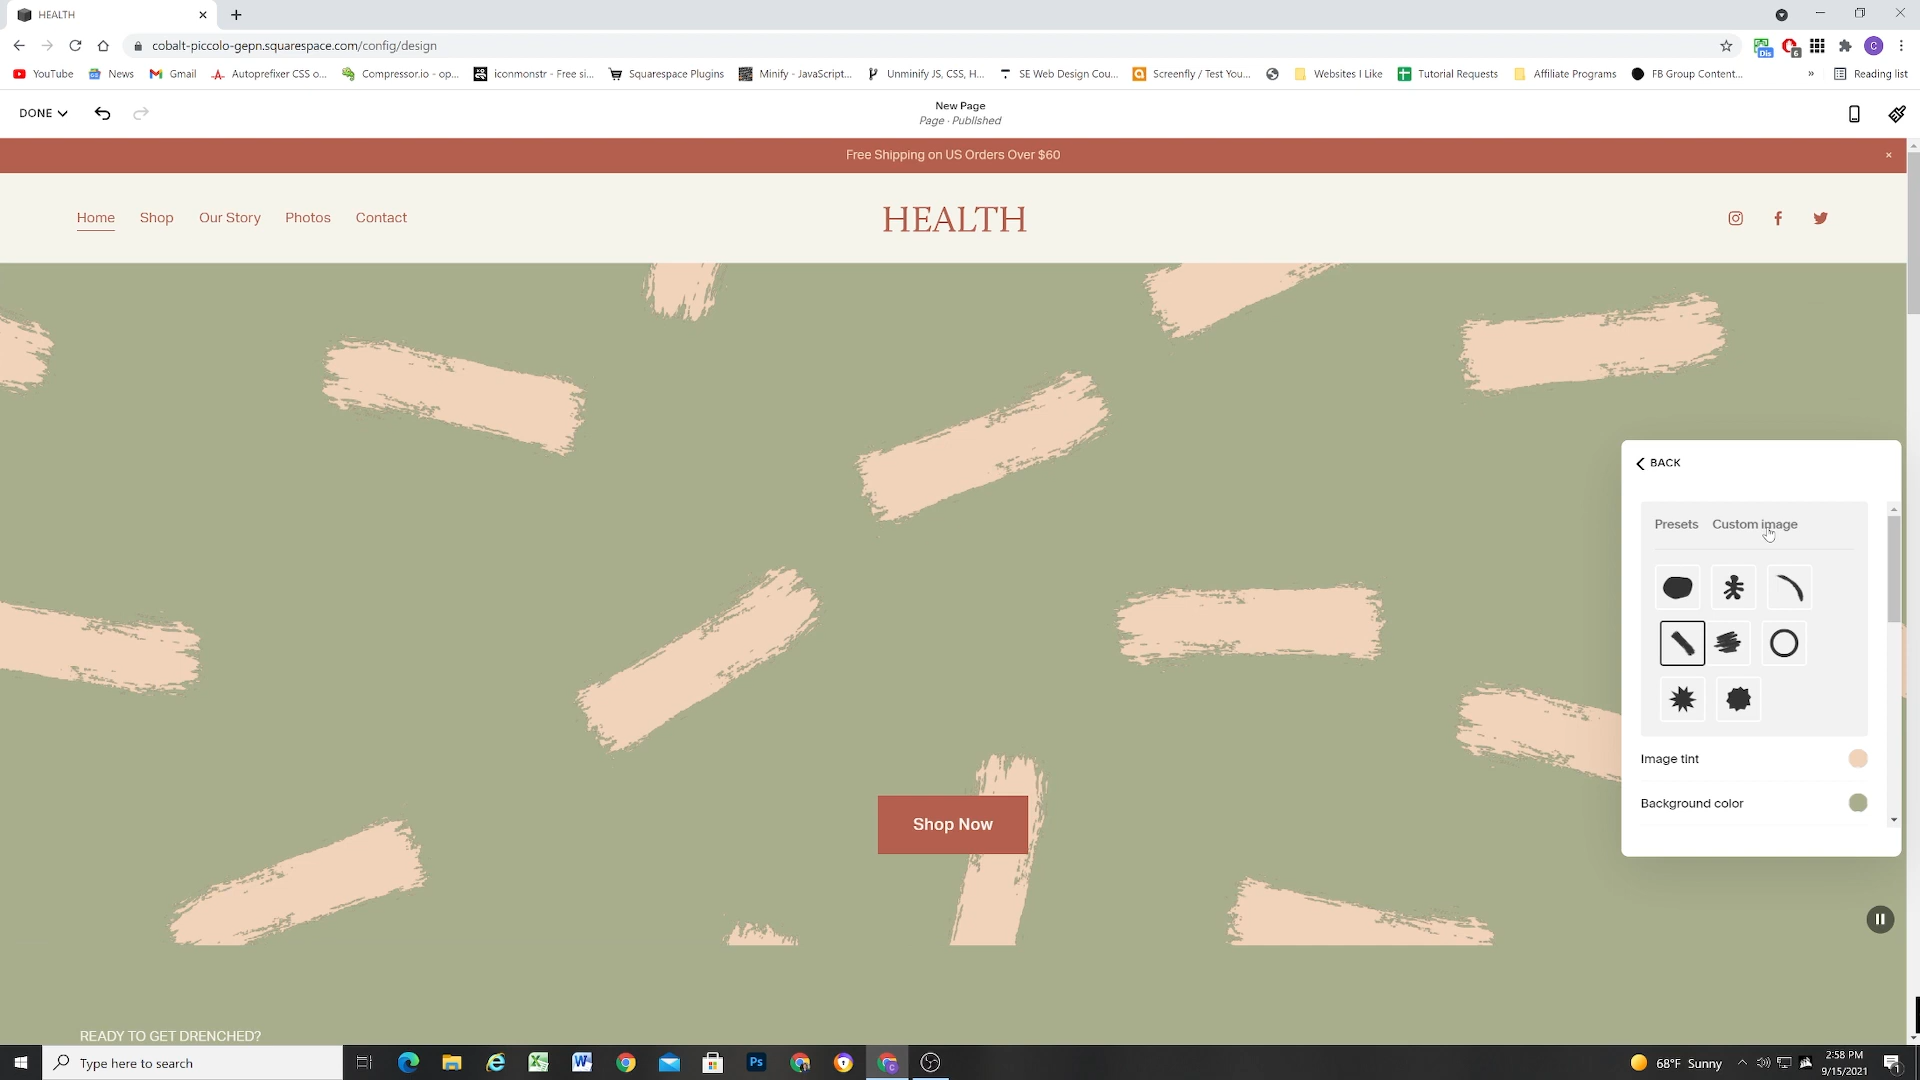 HEALTH
cobalt-piccolo-gepn.squarespace.com/config/design
YouTube
News
Gmail
Autoprefixer CSS o...
Compressor.io - op...
iconmonstr - Free si...
Squarespace Plugins
Minify - JavaScript...
Unminify JS, CSS, H...
SE Web Design Cou...
Screenfly / Test You...
Websites I Like
Tutorial Requests
Affiliate Programs
FB Group Content...
»
Reading list
DONE
New Page
Page · Published
Free Shipping on US Orders Over $60
Home
Shop
Our Story
Photos
Contact
HEALTH
BACK
Presets
Custom image
Image tint
Background color
Shop Now
READY TO GET DRENCHED?
Type here to search
68°F Sunny
2:58 PM
9/15/2021